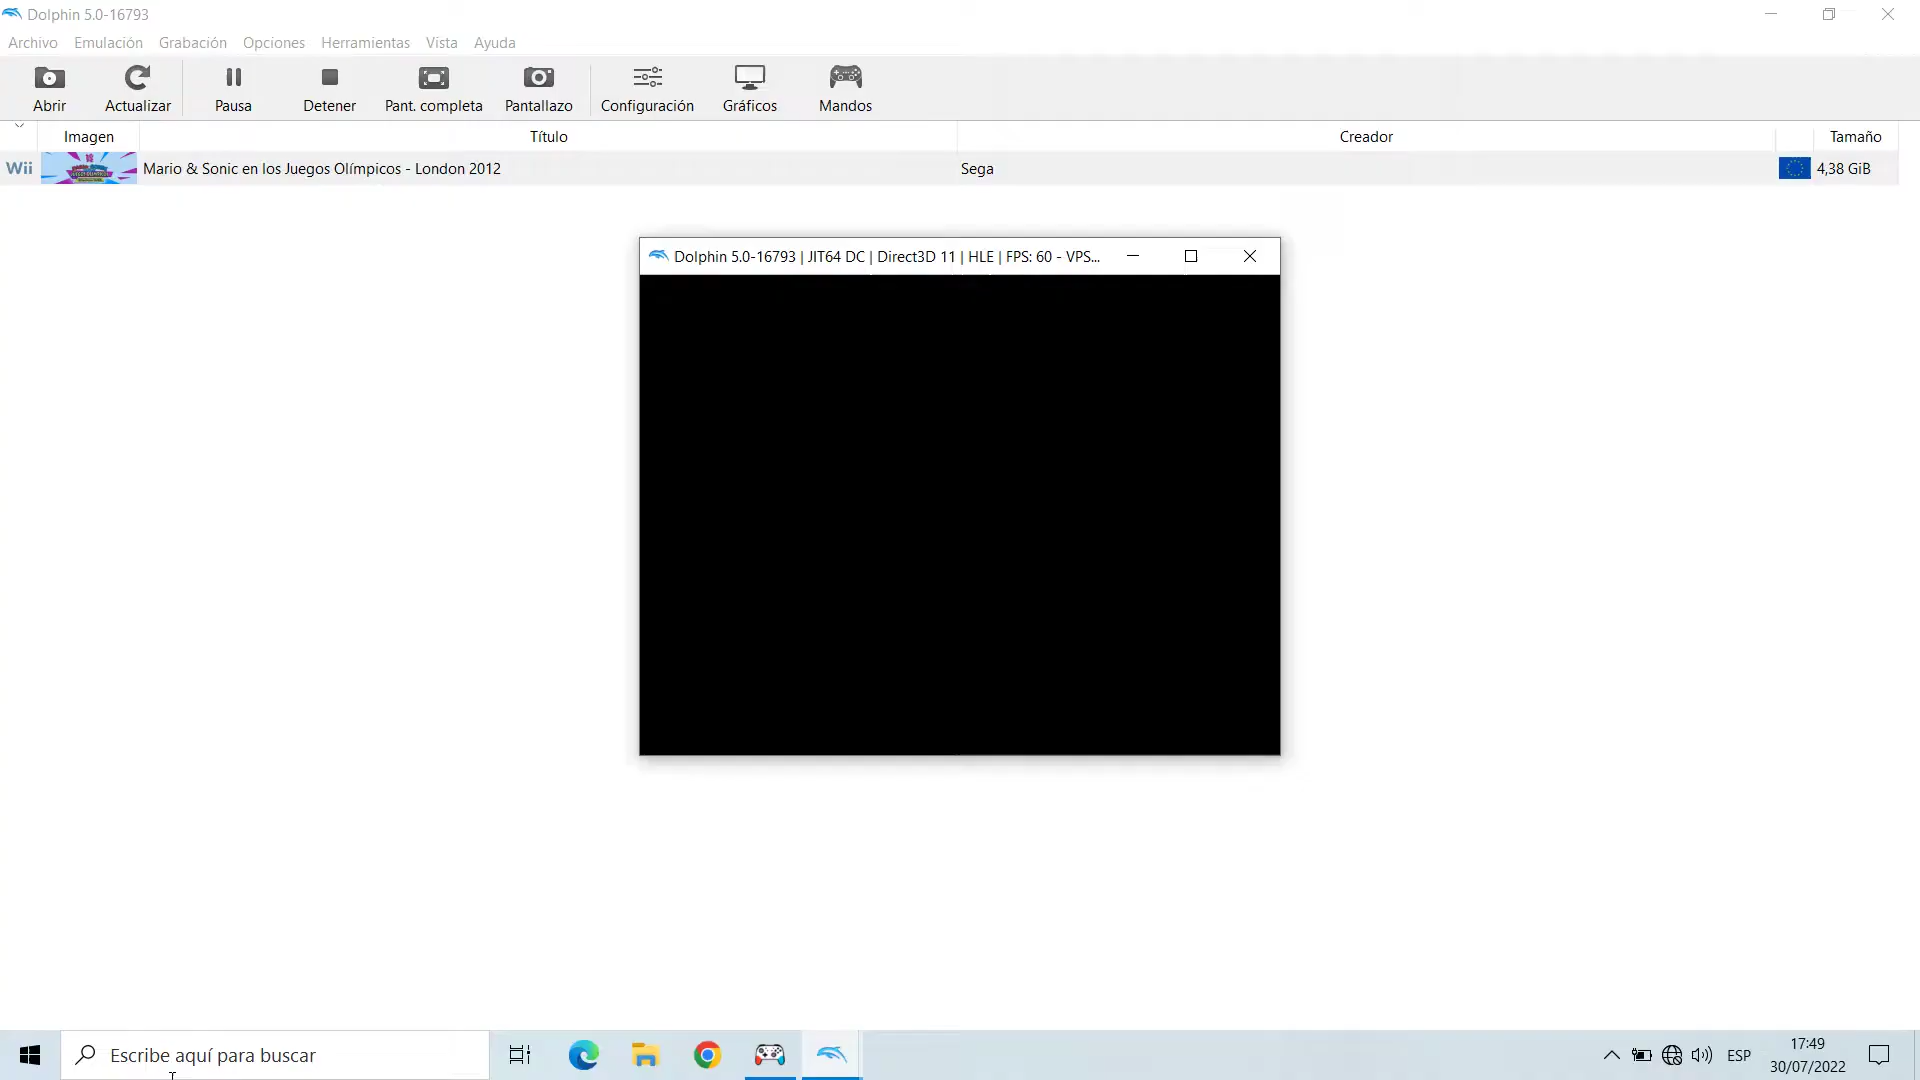 Dolphin 5.0-16793
Archivo Emulación Grabación Opciones Herramientas Vista Ayuda
Abrir Actualizar Pausa Detener Pant. completa Pantallazo Configuración Gráficos Mandos
Imagen Título Creador Tamaño
Wii Mario & Sonic en los Juegos Olímpicos - London 2012 Sega 4,38 GiB
Dolphin 5.0-16793 | JIT64 DC | Direct3D 11 | HLE | FPS: 60 - VPS...
Escribe aquí para buscar
ESP
17:49
30/07/2022